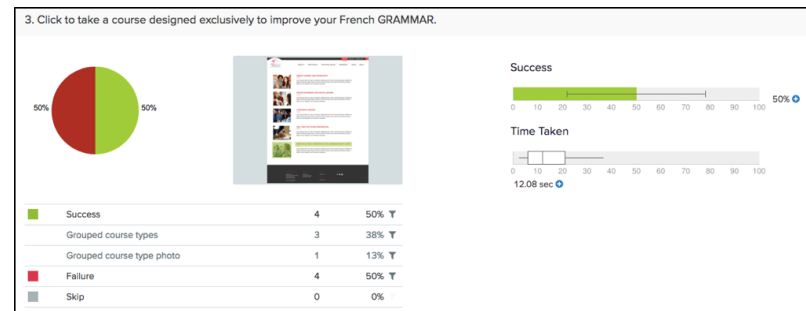 3. Click to take a course designed exclusively to improve your French GRAMMAR.
50%
50%
Success
0 10 20 30 40 50 60 70 80 90 100
50%
Time Taken
0 10 20 30 40 50 60 70 80 90 100
12.08 sec
Success 4 50%
Grouped course types 3 38%
Grouped course type photo 1 13%
Failure 4 50%
Skip 0 0%